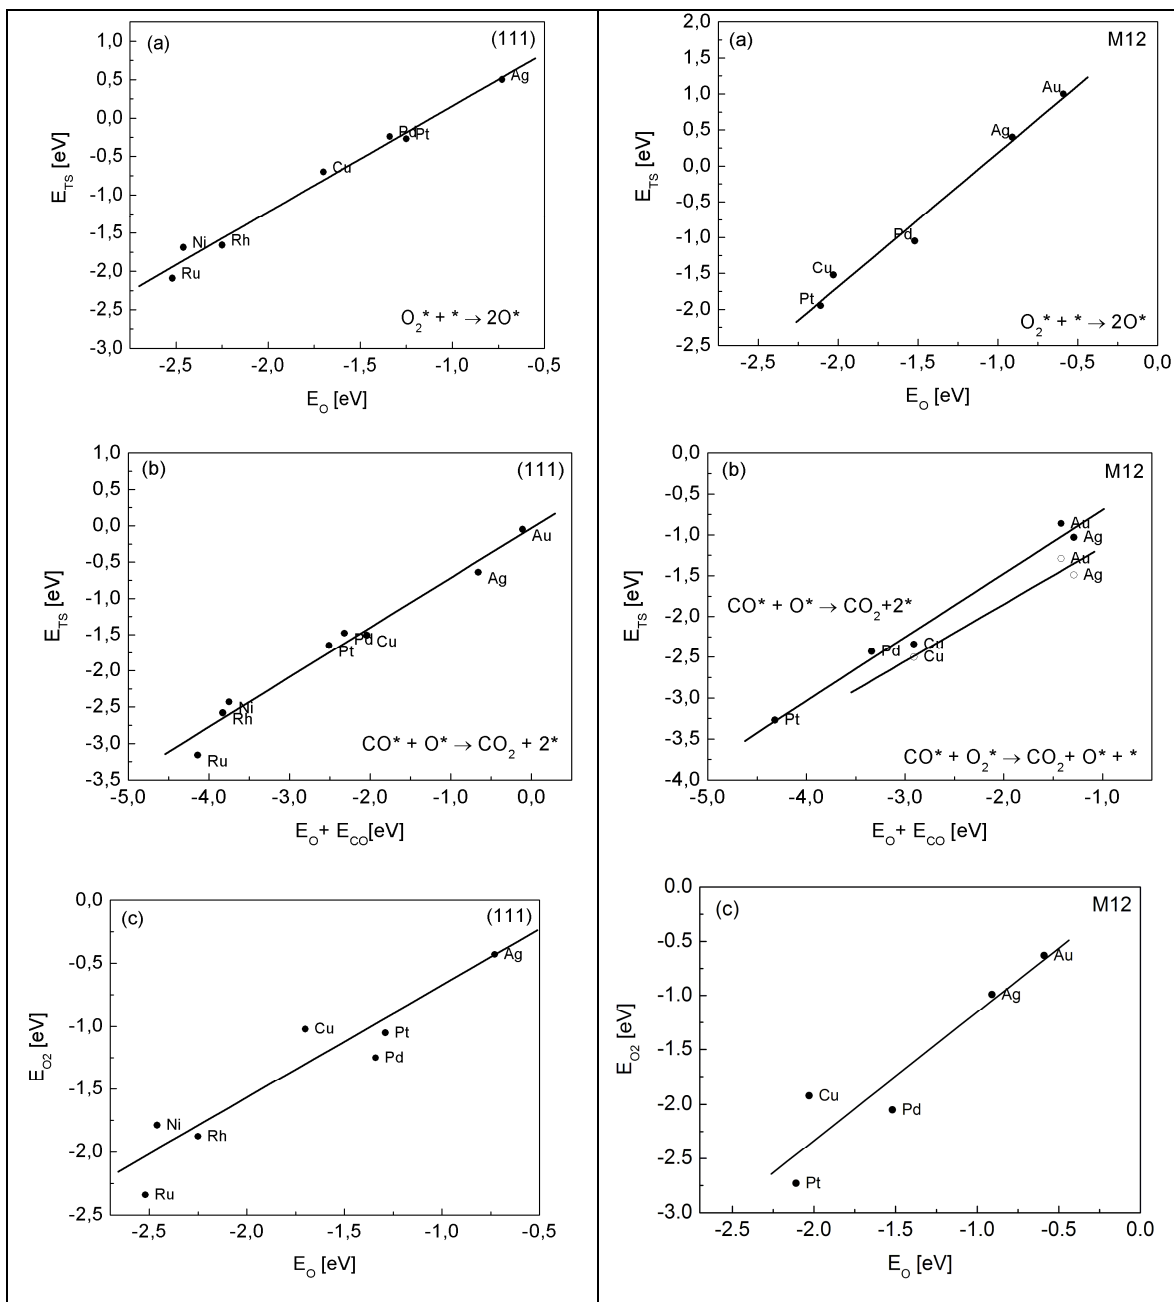 (a)
(111)
1,0
0,5
0,0
-0,5
-1,0
-1,5
-2,0
-2,5
-3,0
E_TS [eV]
Ag
Pd
Pt
Cu
Ni
Rh
Ru
O2* + * → 2O*
-2,5 -2,0 -1,5 -1,0 -0,5
E_O [eV]
(a)
M12
2,0
1,5
1,0
0,5
0,0
-0,5
-1,0
-1,5
-2,0
-2,5
E_TS [eV]
Au
Ag
Pd
Cu
Pt
O2* + * → 2O*
-2,5 -2,0 -1,5 -1,0 -0,5 0,0
E_O [eV]
(b)
(111)
1,0
0,5
0,0
-0,5
-1,0
-1,5
-2,0
-2,5
-3,0
-3,5
E_TS [eV]
Au
Ag
Pd
Cu
Pt
Ni
Rh
Ru
CO* + O* → CO2 + 2*
-5,0 -4,0 -3,0 -2,0 -1,0 0,0
E_O + E_CO[eV]
(b)
M12
0,0
-0,5
-1,0
-1,5
-2,0
-2,5
-3,0
-3,5
-4,0
E_TS [eV]
Au
Ag
Au
Ag
CO* + O* → CO2+2*
Cu
Pd
Cu
Pt
CO* + O2* → CO2+ O* + *
-5,0 -4,0 -3,0 -2,0 -1,0
E_O + E_CO [eV]
(c)
(111)
0,0
-0,5
-1,0
-1,5
-2,0
-2,5
E_O2 [eV]
Ag
Cu
Pt
Pd
Ni
Rh
Ru
-2,5 -2,0 -1,5 -1,0 -0,5
E_O [eV]
(c)
M12
0.0
-0.5
-1.0
-1.5
-2.0
-2.5
-3.0
E_O2 [eV]
Au
Ag
Cu
Pd
Pt
-2.5 -2.0 -1.5 -1.0 -0.5 0.0
E_O [eV]